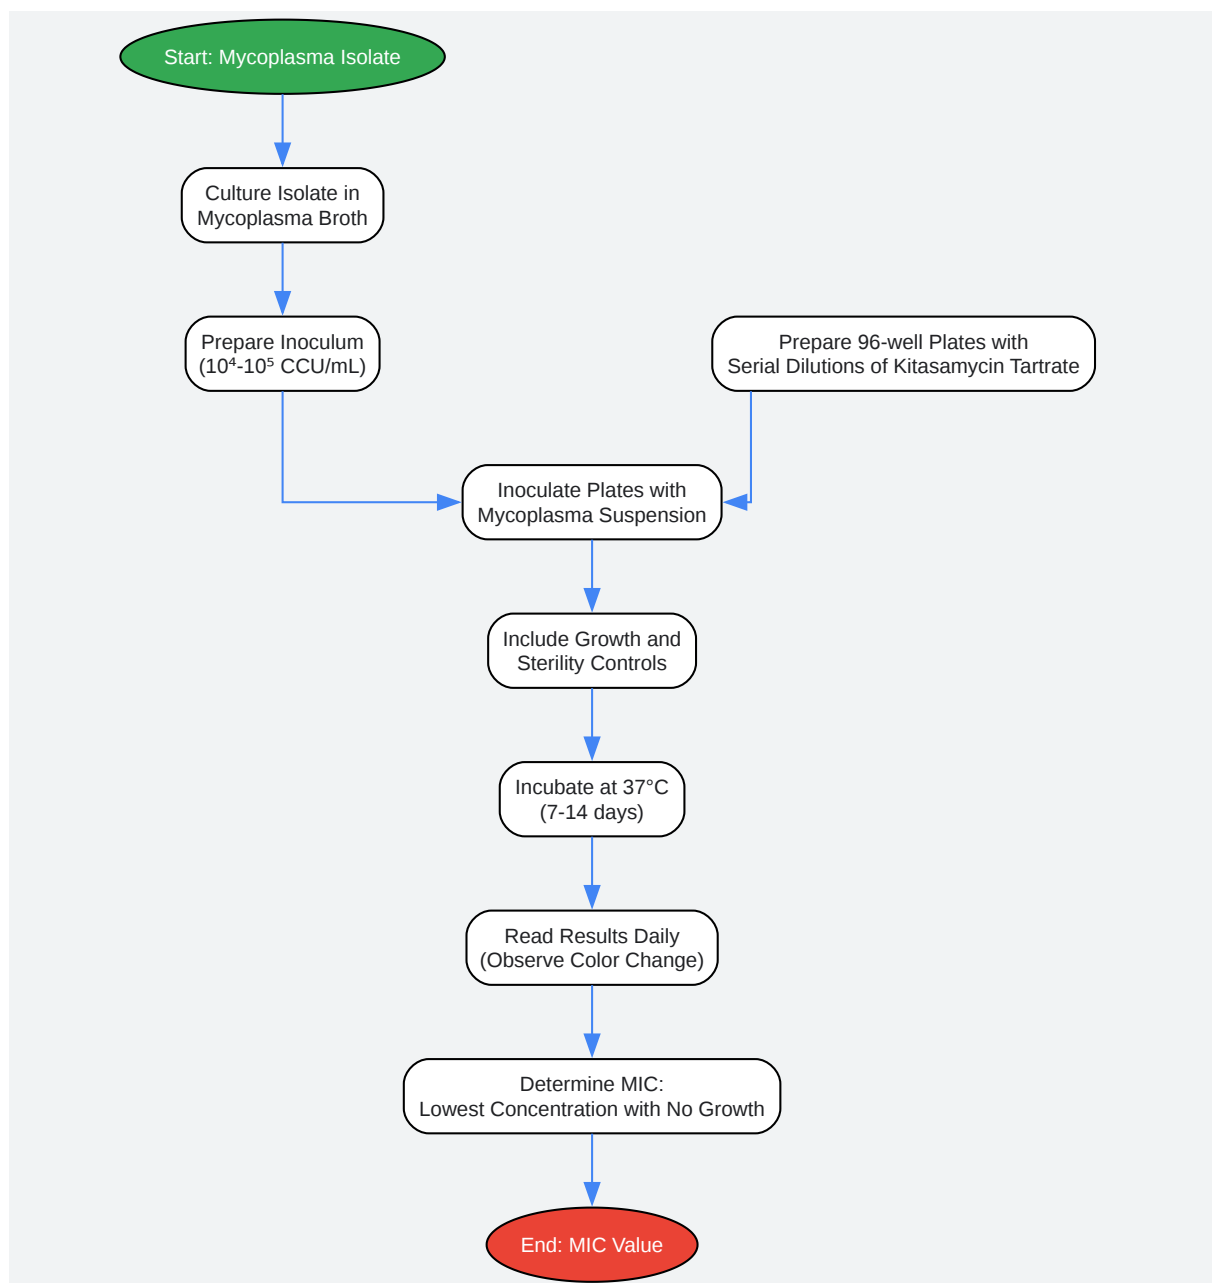 Start: Mycoplasma Isolate
Culture Isolate in
Mycoplasma Broth
Prepare Inoculum
(10⁴-10⁵ CCU/mL)
Prepare 96-well Plates with
Serial Dilutions of Kitasamycin Tartrate
Inoculate Plates with
Mycoplasma Suspension
Include Growth and
Sterility Controls
Incubate at 37°C
(7-14 days)
Read Results Daily
(Observe Color Change)
Determine MIC:
Lowest Concentration with No Growth
End: MIC Value